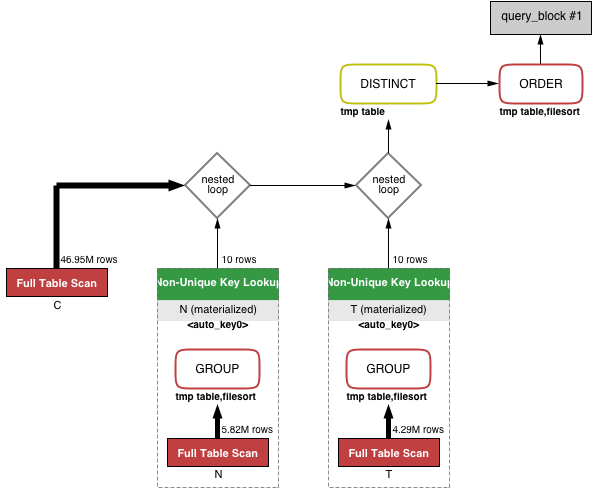 query_block #1
DISTINCT
ORDER
tmp table
tmp table,filesort
nested
loop
nested
loop
46.95M rows
10 rows
10 rows
Full Table Scan
Non-Unique Key Lookup
Non-Unique Key Lookup
C
N (materialized)
T (materialized)
<auto_key0>
<auto_key0>
GROUP
GROUP
tmp table,filesort
tmp table,filesort
5.82M rows
4.29M rows
Full Table Scan
Full Table Scan
N
T